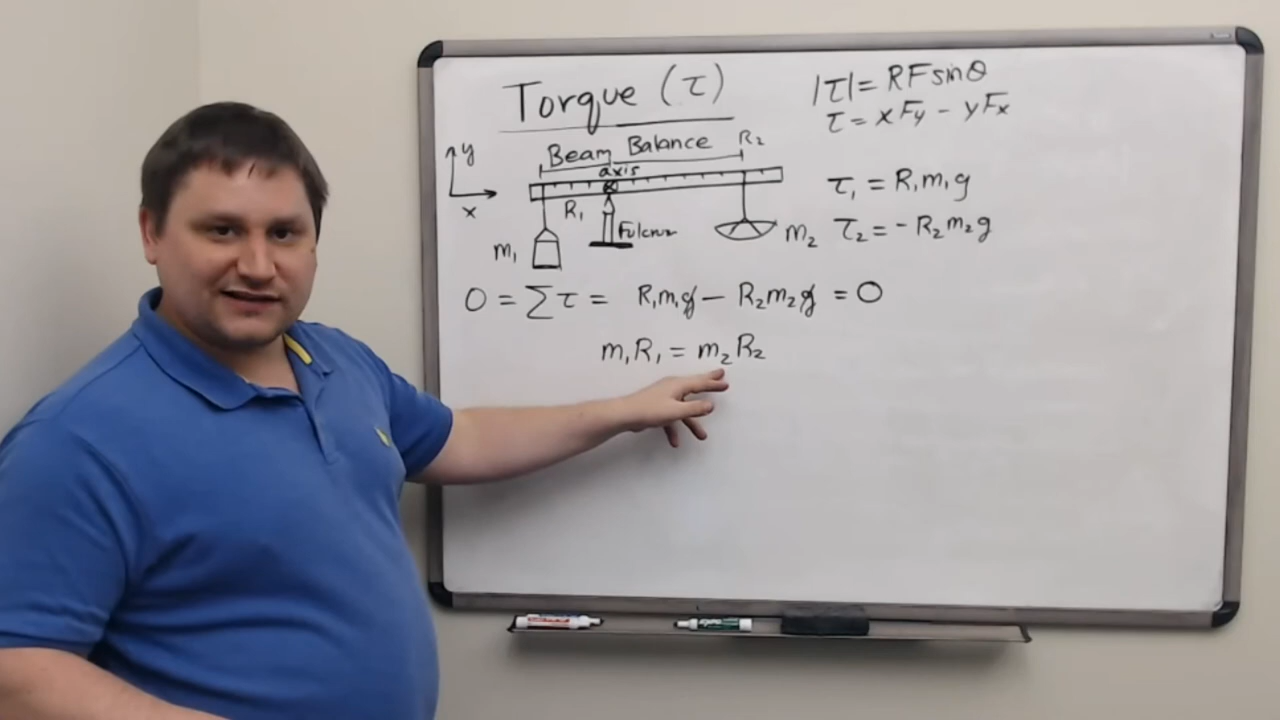 Torque (τ)
|τ| = RF sin θ
τ = xFy - yFx
Beam Balance
R₂
y
axis
x
R₁
Fulcrum
m₁
m₂
τ₁ = R₁m₁g
τ₂ = - R₂m₂g
0 = ∑ τ = R₁m₁g − R₂m₂g = 0
m₁R₁ = m₂R₂